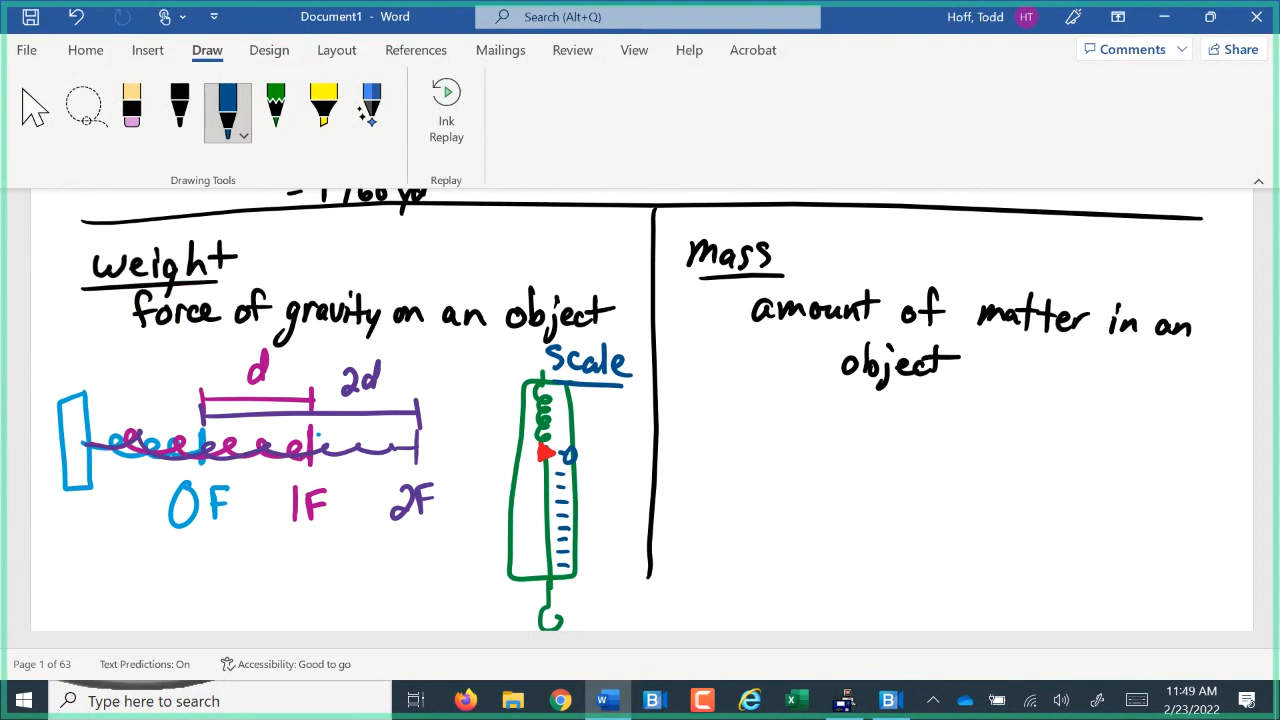 Document1 - Word
Search (Alt+Q)
Hoff, Todd
HT
File Home Insert Draw Design Layout References Mailings Review View Help Acrobat
Comments
Share
Ink
Replay
Drawing Tools
Replay
= 1760 yd
weight
force of gravity on an object
mass
amount of matter in an
object
d
2d
scale
0
0F
1F
2F
Page 1 of 63
Text Predictions: On
Accessibility: Good to go
Type here to search
11:49 AM
2/23/2022